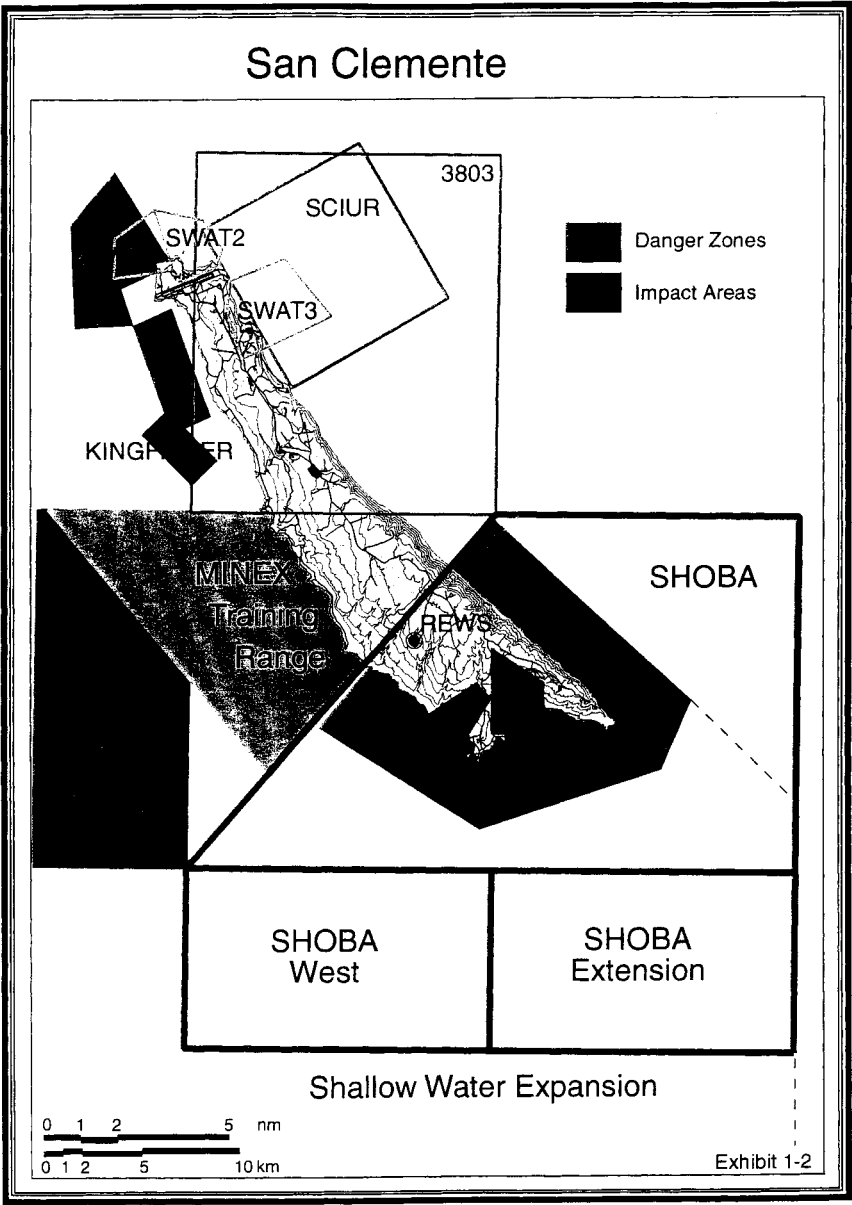 San Clemente
3803
SCIUR
SWAT2
Danger Zones
SWAT3
Impact Areas
MINEX
Training
Range
SHOBA
REWS
SHOBA
West
SHOBA
Extension
Shallow Water Expansion
0 1 2 5 nm
0 1 2 5 10 km
Exhibit 1-2